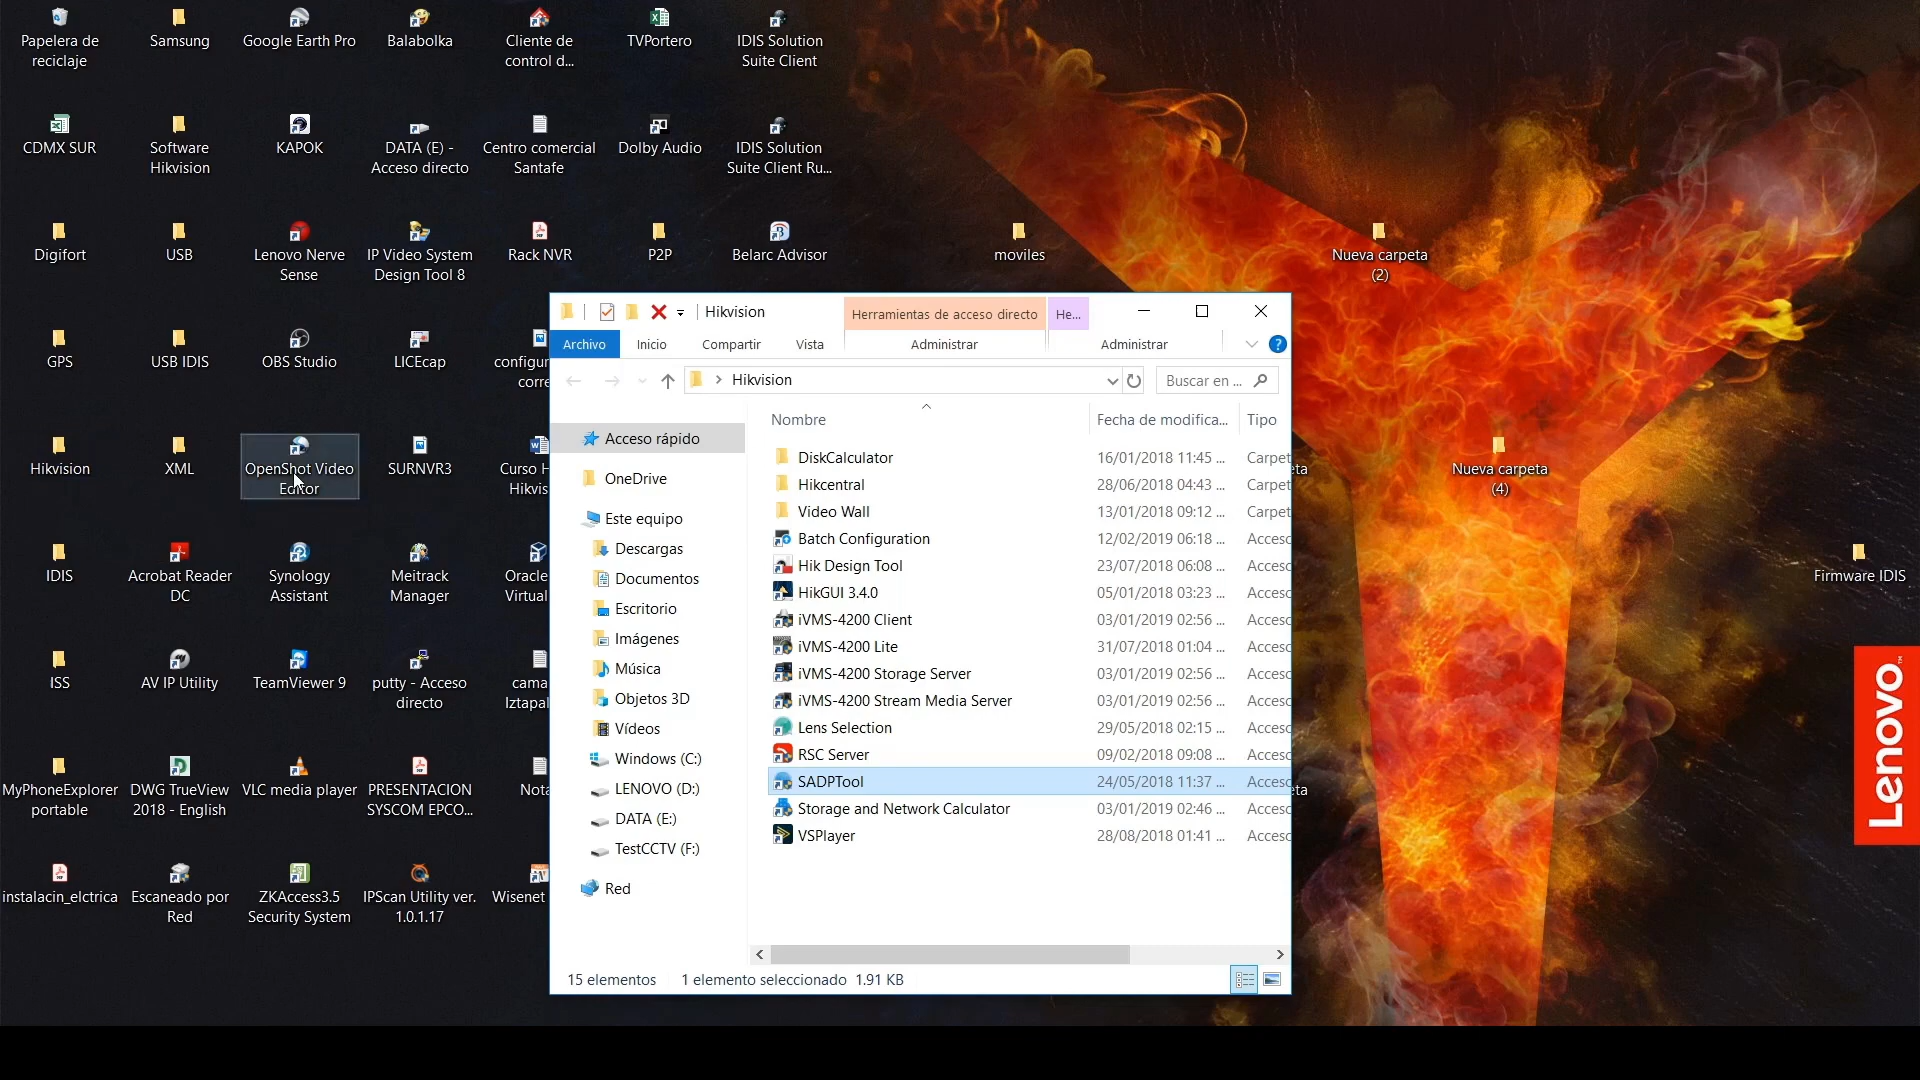 Papelera de
reciclaje
Samsung
Google Earth Pro
Balabolka
Cliente de
control d...
TVPortero
IDIS Solution
Suite Client
CDMX SUR
Software
Hikvision
KAPOK
DATA (E) -
Acceso directo
Centro comercial
Santafe
Dolby Audio
IDIS Solution
Suite Client Ru...
Digifort
USB
Lenovo Nerve
Sense
IP Video System
Design Tool 8
Rack NVR
P2P
Belarc Advisor
moviles
Nueva carpeta
(2)
GPS
USB IDIS
OBS Studio
LICEcap
configur
corre
Hikvision
XML
OpenShot Video
Editor
SURNVR3
Curso H
Hikvis
Nueva carpeta
(4)
IDIS
Acrobat Reader
DC
Synology
Assistant
Meitrack
Manager
Oracle
Virtual
Firmware IDIS
ISS
AV IP Utility
TeamViewer 9
putty - Acceso
directo
cama
Iztapal
MyPhoneExplorer
portable
DWG TrueView
2018 - English
VLC media player
PRESENTACION
SYSCOM EPCO...
Nota
instalacin_elctrica
Escaneado por
Red
ZKAccess3.5
Security System
IPScan Utility ver.
1.0.1.17
Wisenet
eta
eta
Lenovo™
Hikvision
Herramientas de acceso directo
He...
Archivo
Inicio
Compartir
Vista
Administrar
Administrar
Hikvision
Buscar en ...
Nombre
Fecha de modifica...
Tipo
Acceso rápido
OneDrive
Este equipo
Descargas
Documentos
Escritorio
Imágenes
Música
Objetos 3D
Vídeos
Windows (C:)
LENOVO (D:)
DATA (E:)
TestCCTV (F:)
Red
DiskCalculator 16/01/2018 11:45 ... Carpet
Hikcentral 28/06/2018 04:43 ... Carpet
Video Wall 13/01/2018 09:12 ... Carpet
Batch Configuration 12/02/2019 06:18 ... Acceso
Hik Design Tool 23/07/2018 06:08 ... Acceso
HikGUI 3.4.0 05/01/2018 03:23 ... Acceso
iVMS-4200 Client 03/01/2019 02:56 ... Acceso
iVMS-4200 Lite 31/07/2018 01:04 ... Acceso
iVMS-4200 Storage Server 03/01/2019 02:56 ... Acceso
iVMS-4200 Stream Media Server 03/01/2019 02:56 ... Acceso
Lens Selection 29/05/2018 02:15 ... Acceso
RSC Server 09/02/2018 09:08 ... Acceso
SADPTool 24/05/2018 11:37 ... Acceso
Storage and Network Calculator 03/01/2019 02:46 ... Acceso
VSPlayer 28/08/2018 01:41 ... Acceso
15 elementos
1 elemento seleccionado 1.91 KB